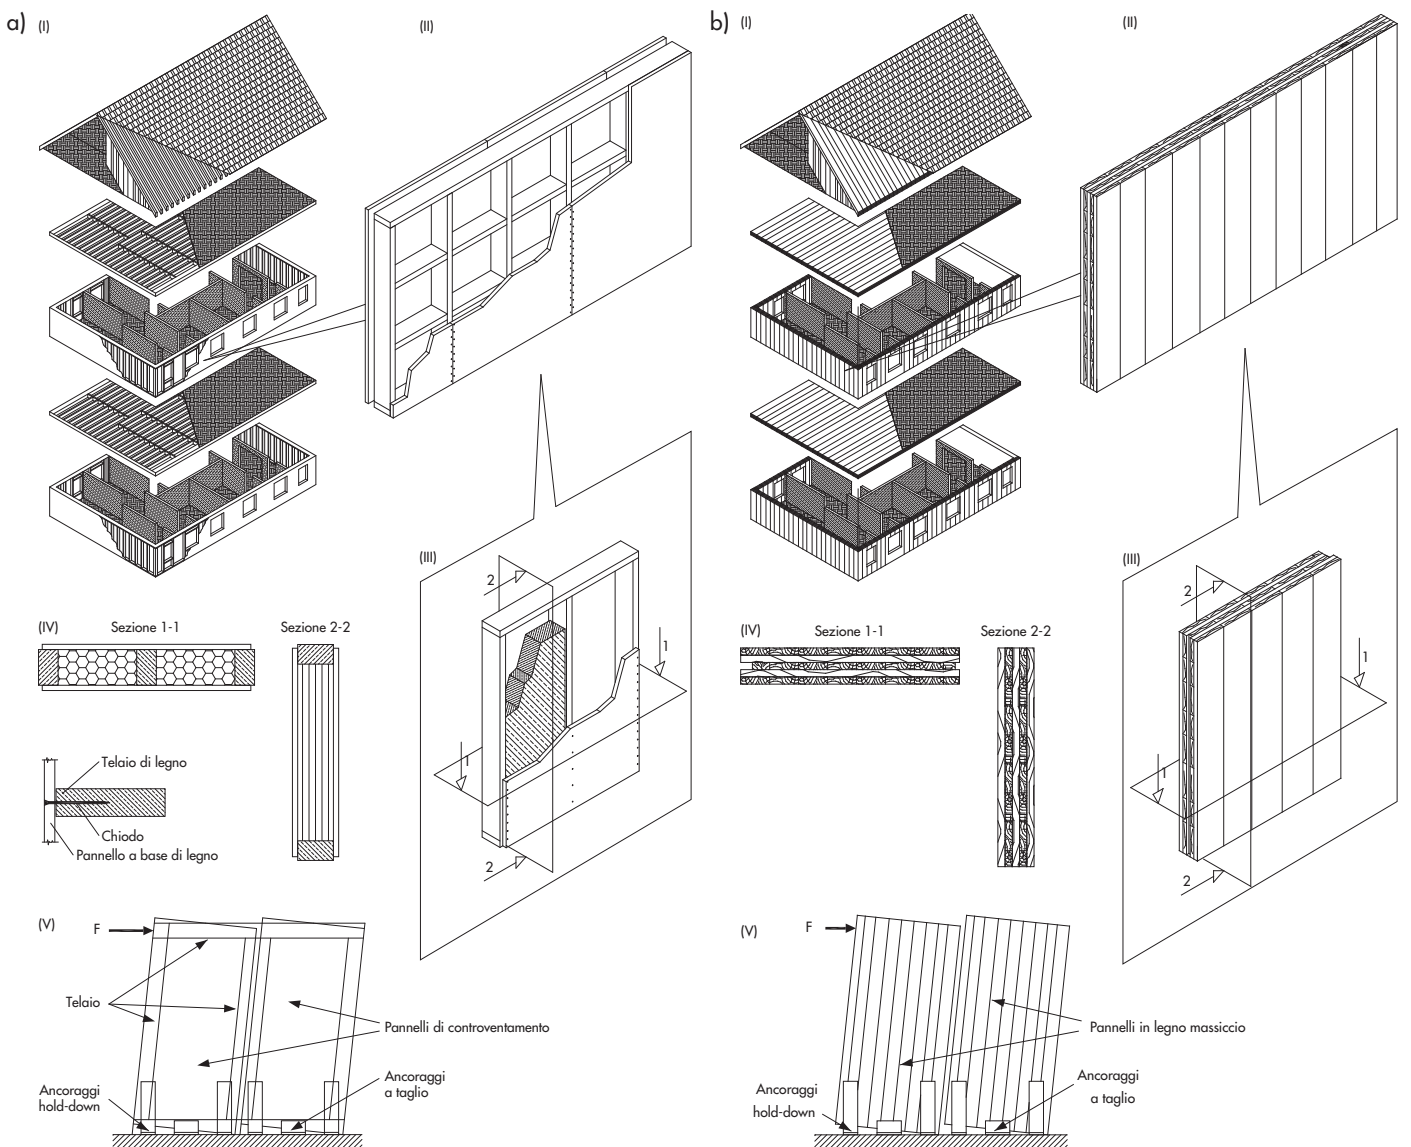 a) (I)
(II)
(III)
(IV) Sezione 1-1 Sezione 2-2
2
1
1
2
Telaio di legno
Chiodo
Pannello a base di legno
(V)
F
Telaio
Pannelli di controventamento
Ancoraggi
hold-down
Ancoraggi
a taglio
b) (I)
(II)
(III)
(IV) Sezione 1-1 Sezione 2-2
2
1
1
2
(V)
F
Pannelli in legno massiccio
Ancoraggi
hold-down
Ancoraggi
a taglio